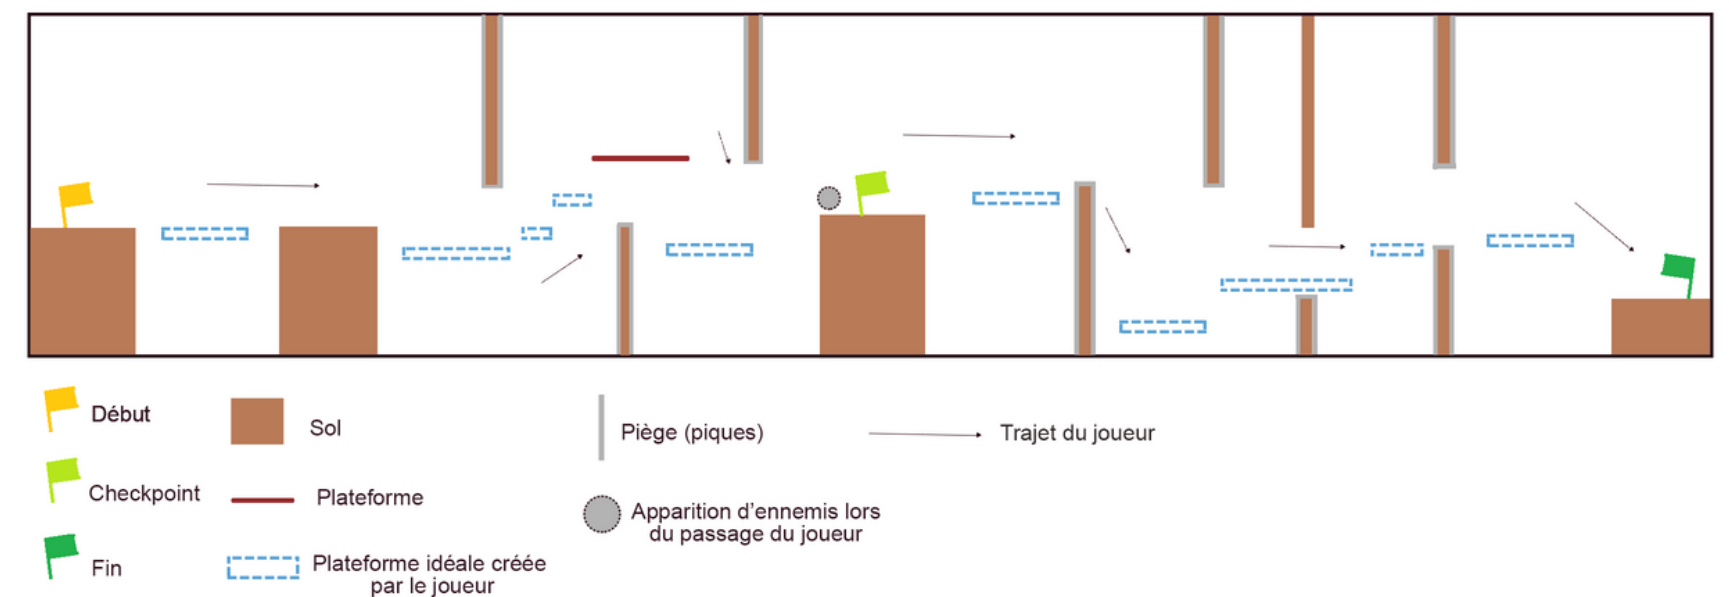 Début
Sol
Piège (piques)
Trajet du joueur
Checkpoint
Plateforme
Apparition d'ennemis lors
du passage du joueur
Fin
Plateforme idéale créée
par le joueur